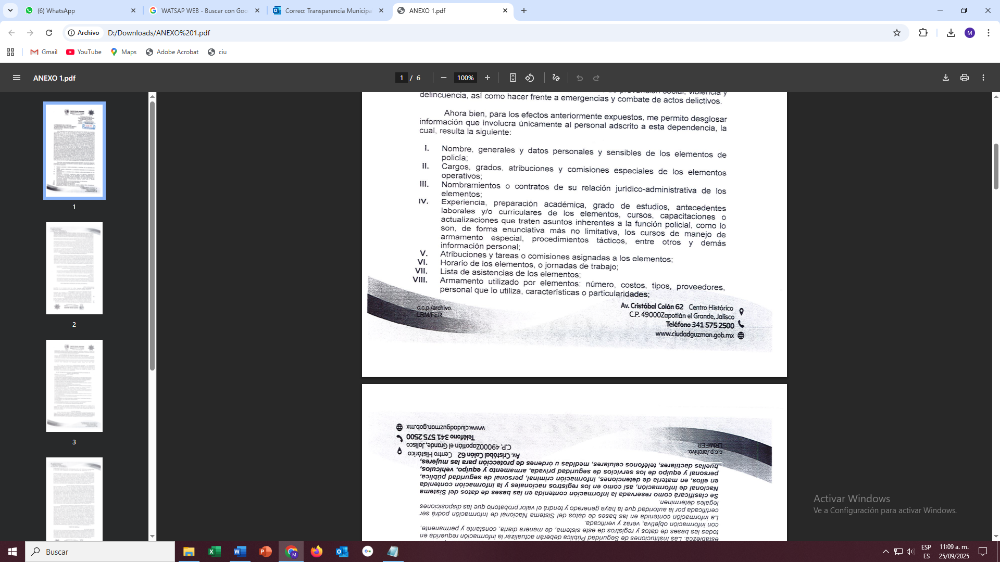 (6) WhatsApp
WATSAP WEB - Buscar con Goo
Correo: Transparencia Municipa
ANEXO 1.pdf
Archivo
D:/Downloads/ANEXO%201.pdf
M
Gmail
YouTube
Maps
Adobe Acrobat
ciu
ANEXO 1.pdf
1 / 6
100%
1
2
3
delincuencia, así como hacer frente a emergencias y combate de actos delictivos.
Ahora bien, para los efectos anteriormente expuestos, me permito desglosar
información que involucra únicamente al personal adscrito a esta dependencia, la
cual, resulta la siguiente:
I. Nombre, generales y datos personales y sensibles de los elementos de
policía;
II. Cargos, grados, atribuciones y comisiones especiales de los elementos
operativos;
III. Nombramientos o contratos de su relación jurídico-administrativa de los
elementos;
IV. Experiencia, preparación académica, grado de estudios, antecedentes
laborales y/o curriculares de los elementos, cursos, capacitaciones o
actualizaciones que traten asuntos inherentes a la función policial, como lo
son, de forma enunciativa más no limitativa, los cursos de manejo de
armamento especial, procedimientos tácticos, entre otros y demás
información personal;
V. Atribuciones y tareas o comisiones asignadas a los elementos;
VI. Horario de los elementos, o jornadas de trabajo;
VII. Lista de asistencias de los elementos;
VIII. Armamento utilizado por elementos: número, costos, tipos, proveedores,
personal que lo utiliza, características o particularidades;
c.c.p./archivo.
LRM/FER
Av. Cristóbal Colón 62 Centro Histórico
C.P. 49000Zapotlán el Grande, Jalisco
Teléfono 341 575 2500
www.ciudadguzman.gob.mx
www.ciudadguzman.gob.mx
Teléfono 341 575 2500
C.P. 49000Zapotlán el Grande, Jalisco
Av. Cristóbal Colón 62 Centro Histórico
LRM/FER
c.c.p./archivo.
huellas dactilares, teléfonos celulares, medidas u órdenes de protección para las mujeres,
personal y equipo de los servicios de seguridad privada, armamento y equipo, vehículos,
en ellos, en materia de detenciones, información criminal, personal de seguridad pública,
Nacional de Información, así como en los registros nacionales y la información contenida
Se clasificará como reservada la información contenida en las bases de datos del Sistema
legales determinen.
certificada por la autoridad que la haya generado y tendrá el valor probatorio que las disposiciones
La información contenida en las bases de datos del Sistema Nacional de Información podrá ser
con información objetiva, veraz y verificada.
todas las bases de datos y registros de este sistema, de manera diaria, constante y permanente,
establezca. Las Instituciones de Seguridad Pública deberán actualizar la información requerida en
Activar Windows
Ve a Configuración para activar Windows.
Buscar
ESP
ES
11:09 a. m.
25/09/2025